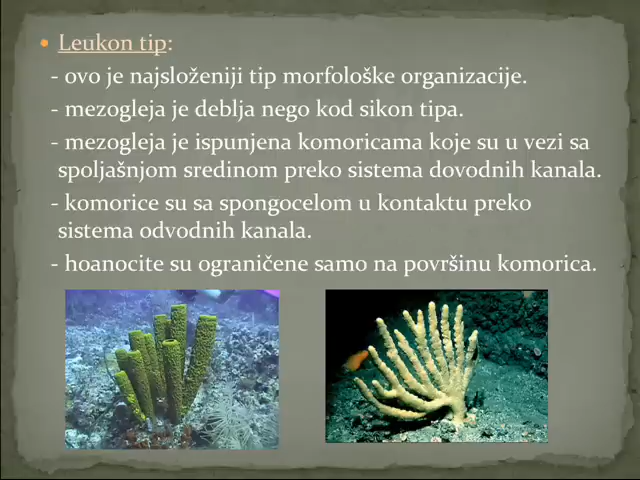 • Leukon tip:
- ovo je najsloženiji tip morfološke organizacije.
- mezogleja je deblja nego kod sikon tipa.
- mezogleja je ispunjena komoricama koje su u vezi sa
spoljašnjom sredinom preko sistema dovodnih kanala.
- komorice su sa spongocelom u kontaktu preko
sistema odvodnih kanala.
- hoanocite su ograničene samo na površinu komorica.